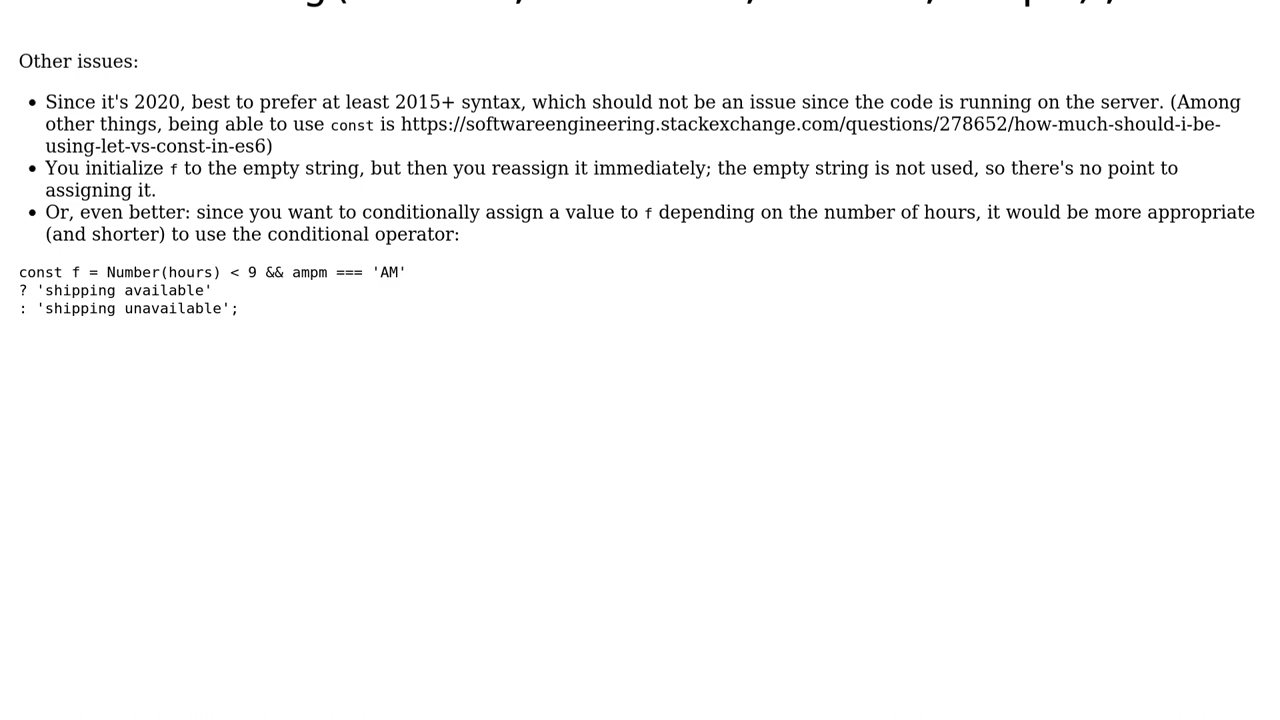 Other issues:
• Since it's 2020, best to prefer at least 2015+ syntax, which should not be an issue since the code is running on the server. (Among
other things, being able to use const is https://softwareengineering.stackexchange.com/questions/278652/how-much-should-i-be-
using-let-vs-const-in-es6)
• You initialize f to the empty string, but then you reassign it immediately; the empty string is not used, so there's no point to
assigning it.
• Or, even better: since you want to conditionally assign a value to f depending on the number of hours, it would be more appropriate
(and shorter) to use the conditional operator:
const f = Number(hours) < 9 && ampm === 'AM'
? 'shipping available'
: 'shipping unavailable';